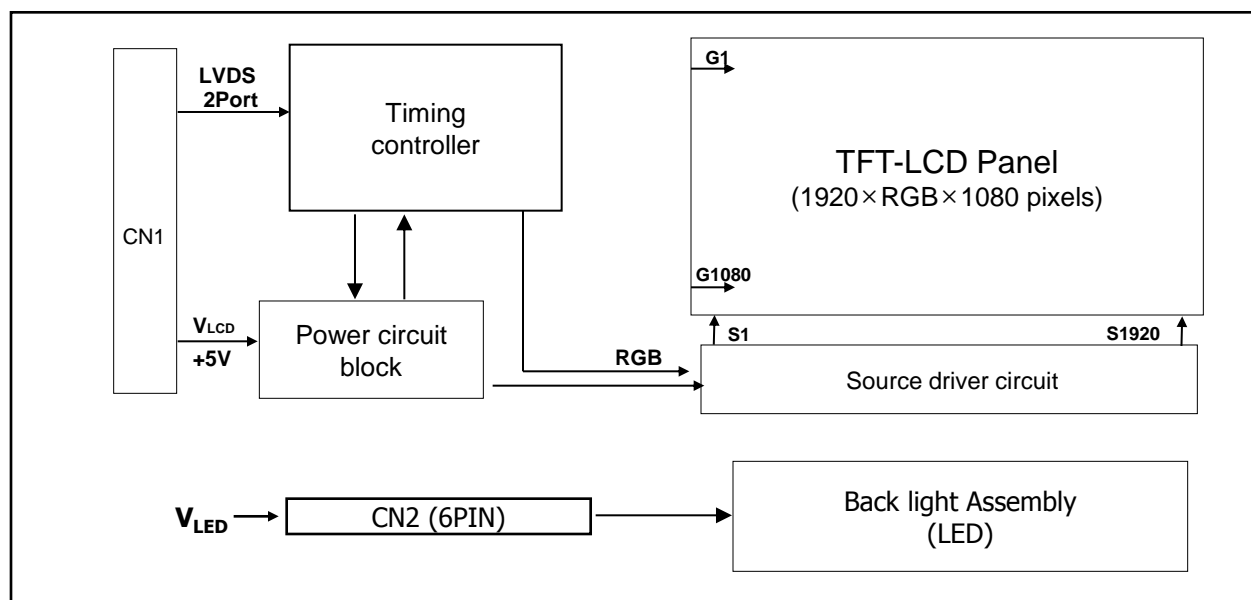 CN1
LVDS
2Port
Timing
controller
VLCD
+5V
Power circuit
block
RGB
G1
TFT-LCD Panel
(1920×RGB×1080 pixels)
G1080
S1
S1920
Source driver circuit
VLED
CN2 (6PIN)
Back light Assembly
(LED)